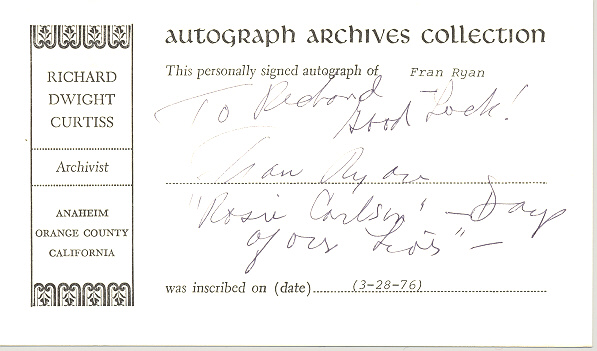 RICHARD
DWIGHT
CURTISS
Archivist
ANAHEIM
ORANGE COUNTY
CALIFORNIA
autograph archives collection
This personally signed autograph of Fran Ryan
To Richard
Good Luck!
Fran Ryan
"Rosie Carlson" - Days
of our Lives" -
was inscribed on (date) (3-28-76)